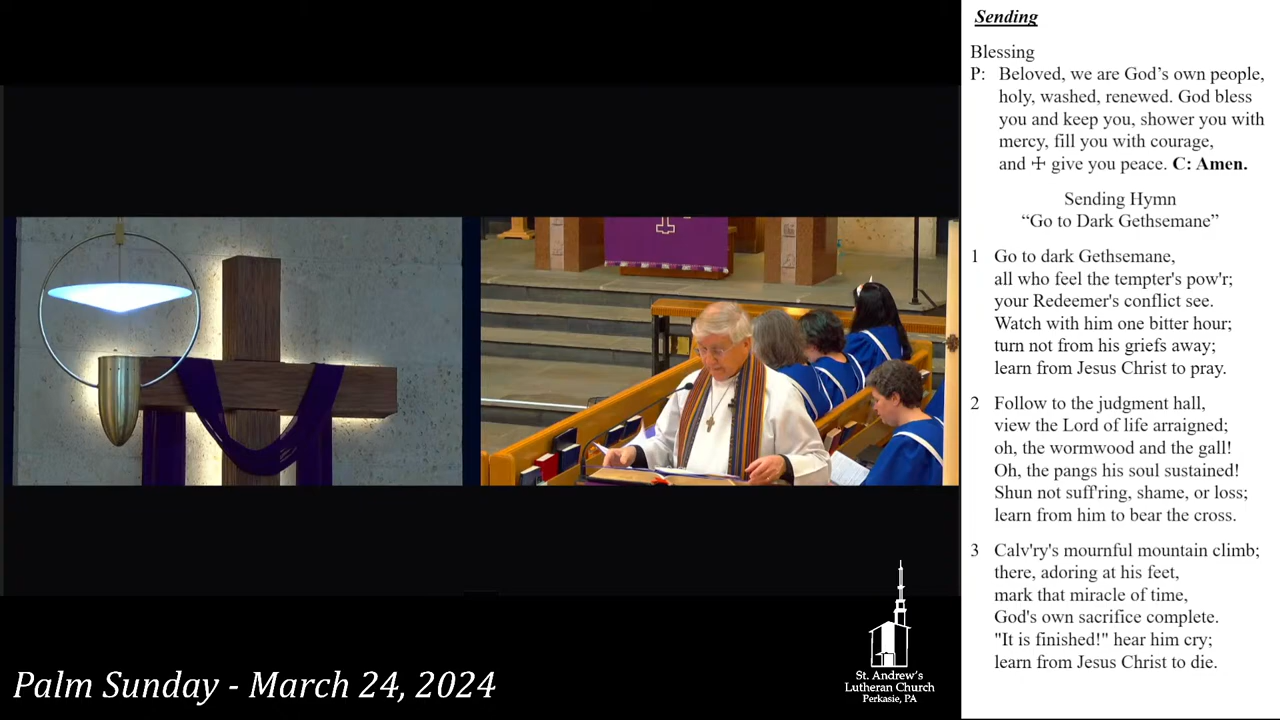 Sending
Blessing
P: Beloved, we are God’s own people,
holy, washed, renewed. God bless
you and keep you, shower you with
mercy, fill you with courage,
and ☩ give you peace. C: Amen.
Sending Hymn
“Go to Dark Gethsemane”
1 Go to dark Gethsemane,
all who feel the tempter's pow'r;
your Redeemer's conflict see.
Watch with him one bitter hour;
turn not from his griefs away;
learn from Jesus Christ to pray.
2 Follow to the judgment hall,
view the Lord of life arraigned;
oh, the wormwood and the gall!
Oh, the pangs his soul sustained!
Shun not suff'ring, shame, or loss;
learn from him to bear the cross.
3 Calv'ry's mournful mountain climb;
there, adoring at his feet,
mark that miracle of time,
God's own sacrifice complete.
"It is finished!" hear him cry;
learn from Jesus Christ to die.
Palm Sunday - March 24, 2024
St. Andrew's
Lutheran Church
Perkasie, PA